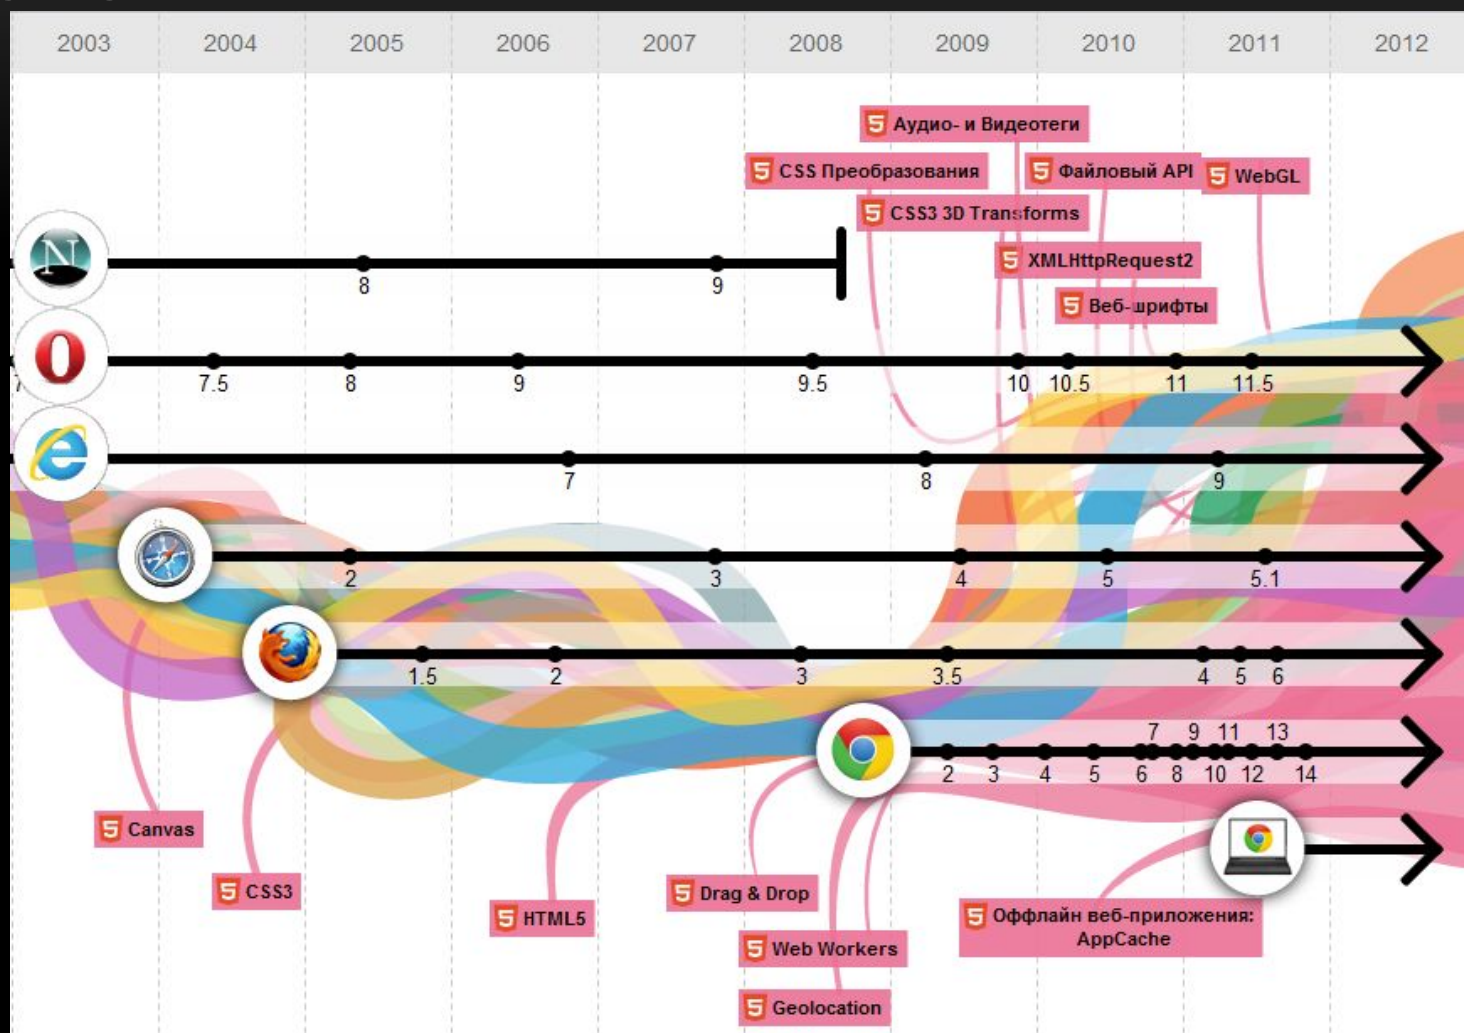 2003 2004 2005 2006 2007 2008 2009 2010 2011 2012
Аудио- и Видеотеги
CSS Преобразования
Файловый API
WebGL
CSS3 3D Transforms
XMLHttpRequest2
Веб-шрифты
N
8 9
7.5 8 9 9.5 10 10.5 11 11.5
7 8 9
2 3 4 5 5.1
1.5 2 3 3.5 4 5 6
7 9 11 13
2 3 4 5 6 8 10 12 14
Canvas
CSS3
HTML5
Drag & Drop
Web Workers
Geolocation
Оффлайн веб-приложения:
AppCache